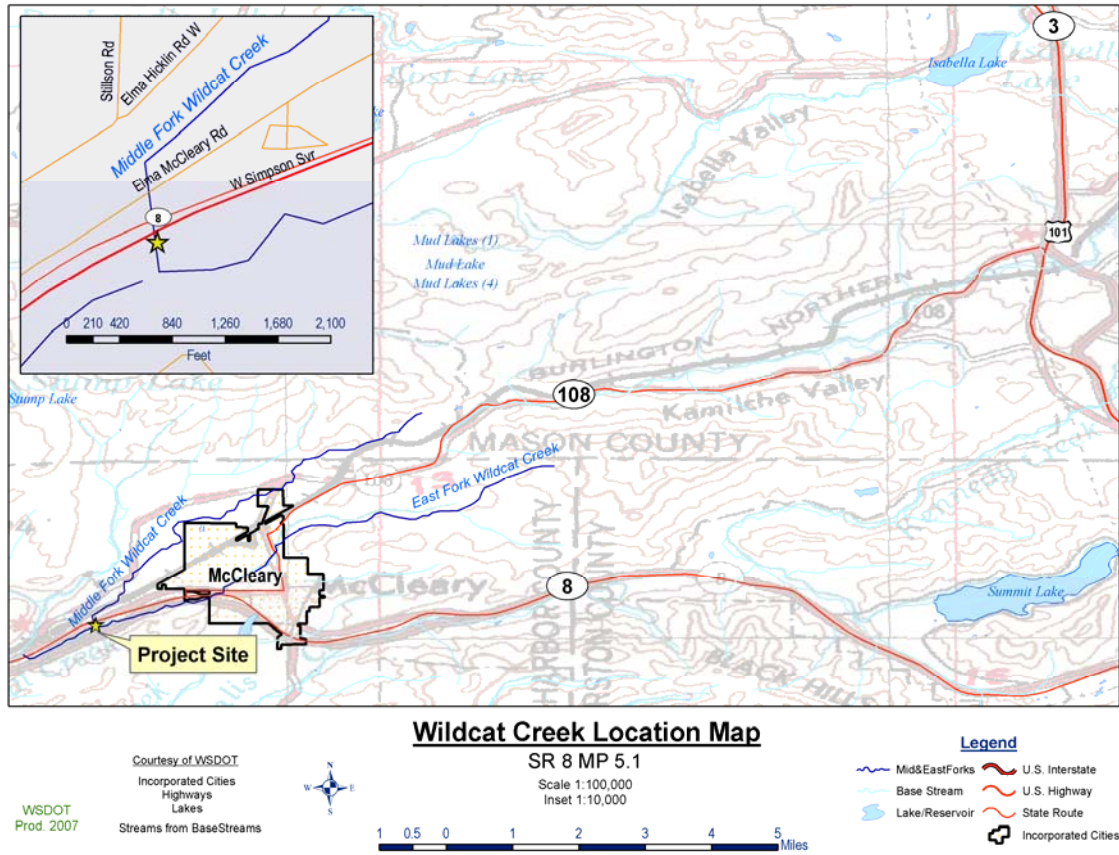 Stillson Rd
Elma Hicklin Rd W
Middle Fork Wildcat Creek
Elma McCleary Rd
W Simpson Svr
8
0 210 420 840 1,260 1,680 2,100
Feet
3
Isabella Lake
Isabella
Lake
Lost Lake
Isabella Valley
101
Mud Lakes (1)
Mud Lake
Mud Lakes (4)
NORTHERN
BURLINGTON
108
108
Kamilche Valley
Stump Lake
MASON COUNTY
East Fork Wildcat Creek
Middle Fork Wildcat Creek
McCleary
McCleary
8
Summit Lake
Project Site
BLACK HILLS
Wildcat Creek Location Map
SR 8 MP 5.1
Scale 1:100,000
Inset 1:10,000
Courtesy of WSDOT
Incorporated Cities
Highways
Lakes
Streams from BaseStreams
WSDOT
Prod. 2007
N
W E
S
1 0.5 0 1 2 3 4 5
Miles
Legend
Mid&EastForks
U.S. Interstate
Base Stream
U.S. Highway
Lake/Reservoir
State Route
Incorporated Cities